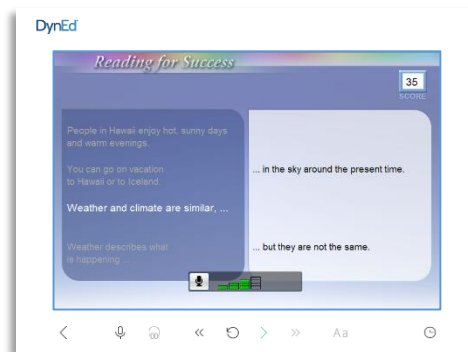 DynEd
Reading for Success
35
SCORE
People in Hawaii enjoy hot, sunny days
and warm evenings.
You can go on vacation
to Hawaii or to Iceland.
... in the sky around the present time.
Weather and climate are similar, ...
Weather describes what
is happening...
... but they are not the same.
Aa